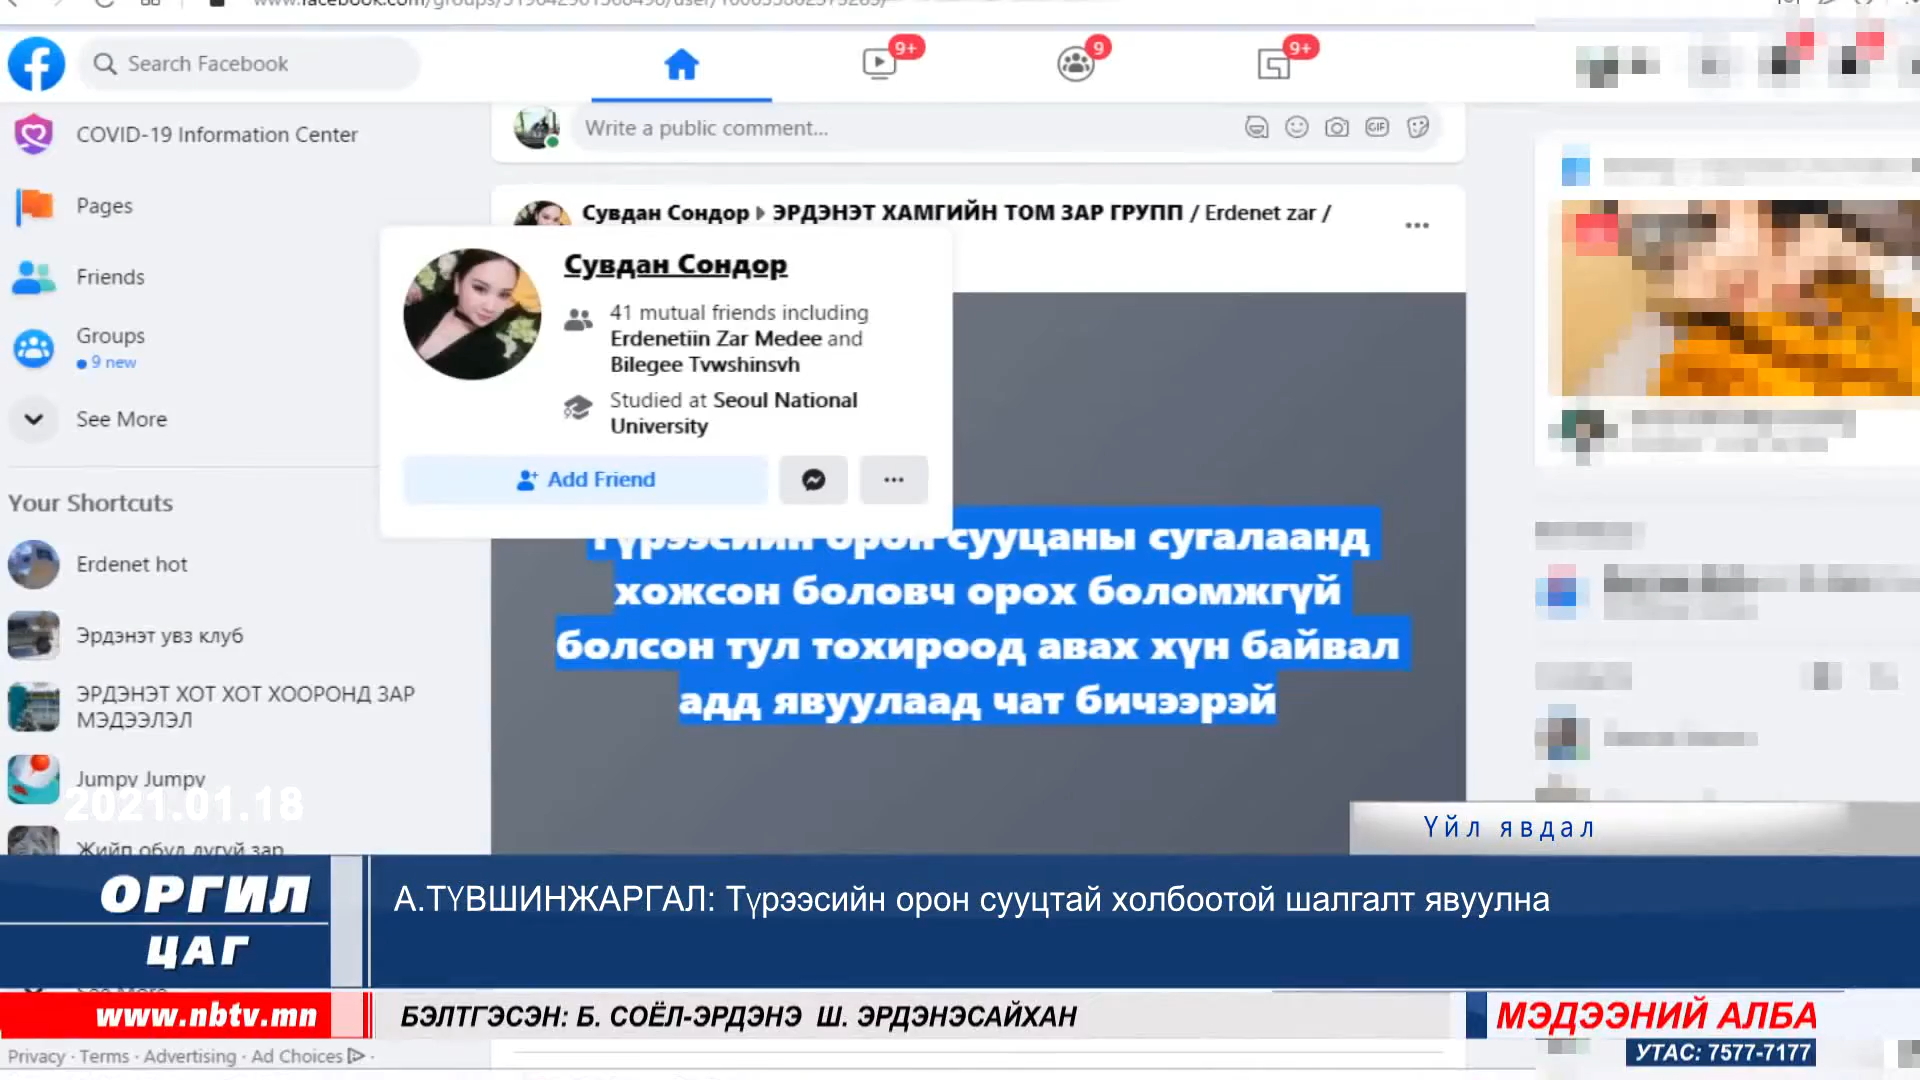 Search Facebook
9+
9
9+
COVID-19 Information Center
Pages
Friends
Groups
9 new
See More
Your Shortcuts
Erdenet hot
Эрдэнэт увз клуб
ЭРДЭНЭТ ХОТ ХОТ ХООРОНД ЗАР
МЭДЭЭЛЭЛ
Jumpy Jumpy
2021.01.18
Write a public comment...
GIF
Сувдан Сондор ▸ ЭРДЭНЭТ ХАМГИЙН ТОМ ЗАР ГРУПП / Erdenet zar /
Сувдан Сондор
41 mutual friends including
Erdenetiin Zar Medee and
Bilegee Tvwshinsvh
Studied at Seoul National
University
Add Friend
Түрээсийн орон сууцаны сугалаанд
хожсон боловч орох боломжгүй
болсон тул тохироод авах хүн байвал
адд явуулаад чат бичээрэй
Үйл явдал
ОРГИЛ
ЦАГ
А.ТҮВШИНЖАРГАЛ: Түрээсийн орон сууцтай холбоотой шалгалт явуулна
www.nbtv.mn
БЭЛТГЭСЭН: Б. СОЁЛ-ЭРДЭНЭ Ш. ЭРДЭНЭСАЙХАН
МЭДЭЭНИЙ АЛБА
УТАС: 7577-7177
Privacy · Terms · Advertising · Ad Choices